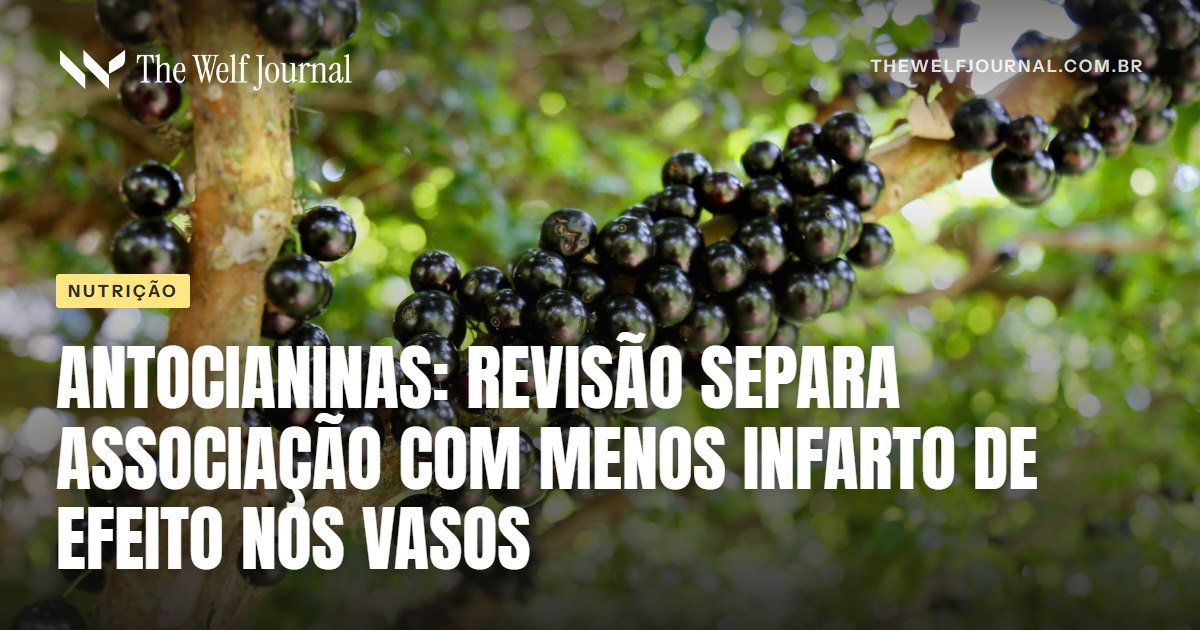 The Welf Journal
THEWELFJOURNAL.COM.BR
NUTRIÇÃO
ANTOCIANINAS: REVISÃO SEPARA
ASSOCIAÇÃO COM MENOS INFARTO DE
EFEITO NOS VASOS